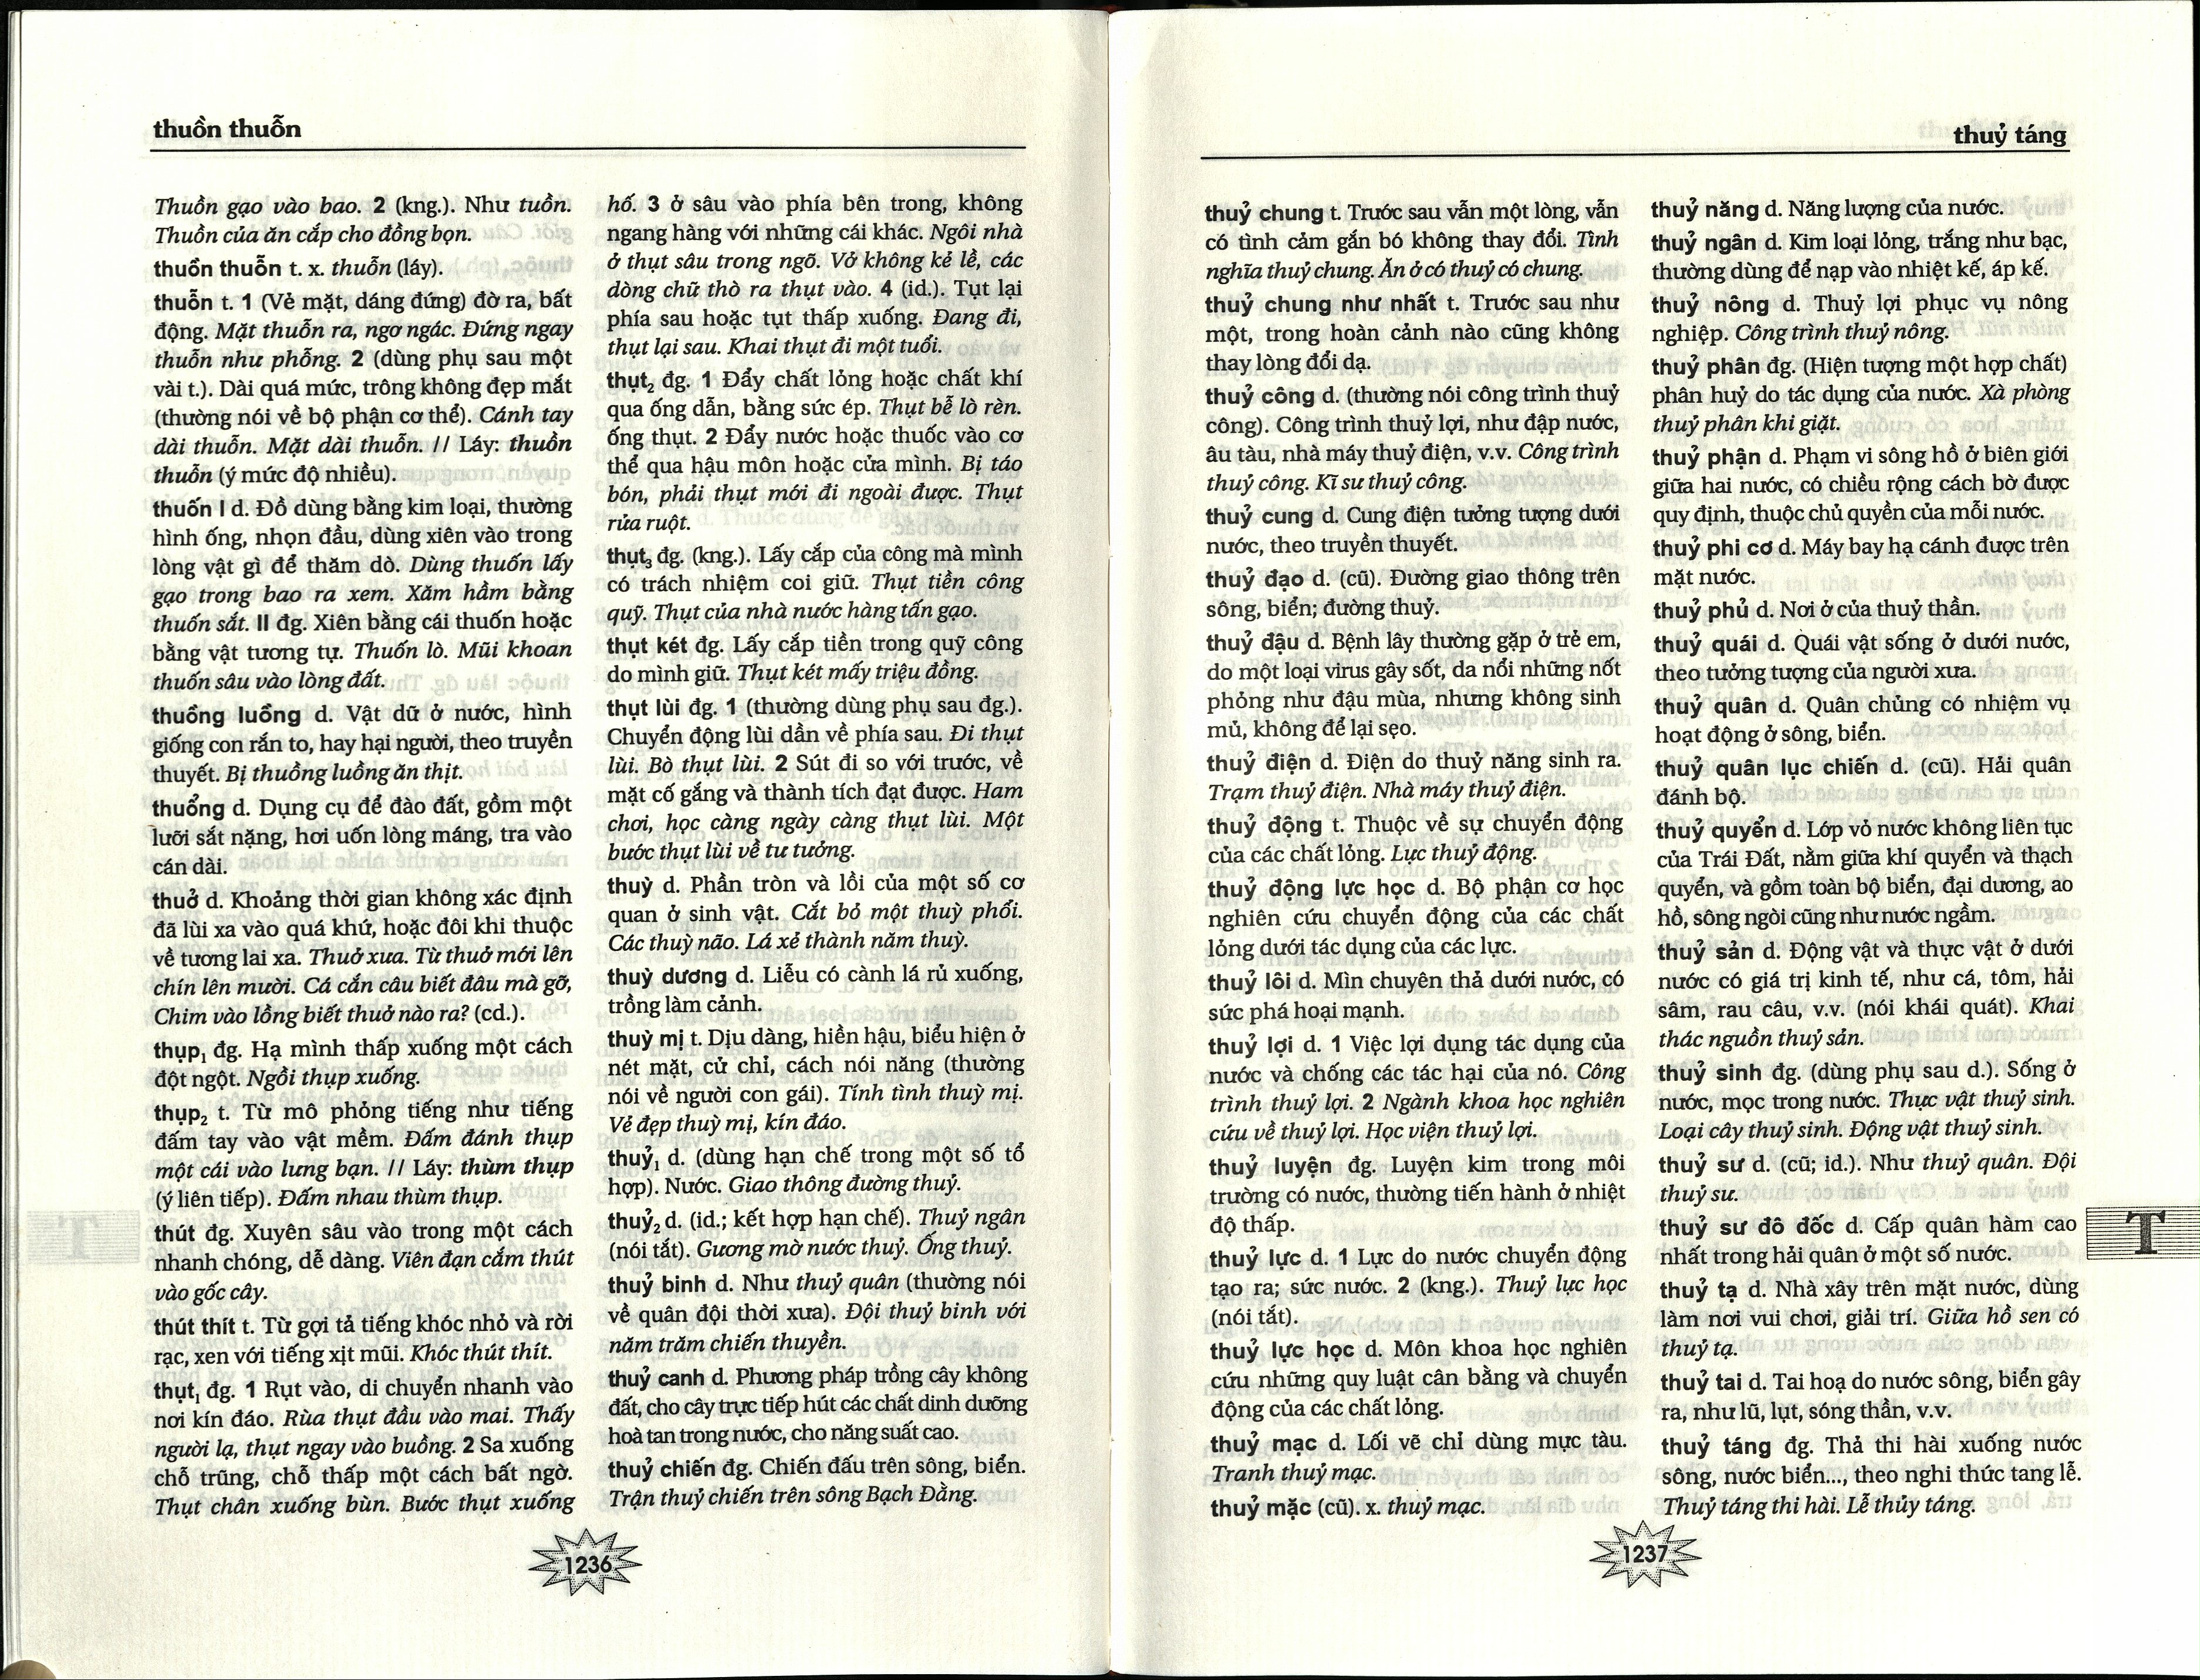 thuồn thuỗn
Thuồn gạo vào bao. 2 (kng.). Như tuồn.
Thuồn của ăn cắp cho đồng bọn.
thuồn thuỗn t. x. thuỗn (láy).
thuỗn t. 1 (Vẻ mặt, dáng đứng) đờ ra, bất
động. Mặt thuỗn ra, ngơ ngác. Đứng ngay
thuỗn như phỗng. 2 (dùng phụ sau một
vài t.). Dài quá mức, trông không đẹp mắt
(thường nói về bộ phận cơ thể). Cánh tay
dài thuỗn. Mặt dài thuỗn. // Láy: thuồn
thuỗn (ý mức độ nhiều).
thuốn I d. Đồ dùng bằng kim loại, thường
hình ống, nhọn đầu, dùng xiên vào trong
lòng vật gì để thăm dò. Dùng thuốn lấy
gạo trong bao ra xem. Xăm hầm bằng
thuốn sắt. II đg. Xiên bằng cái thuốn hoặc
bằng vật tương tự. Thuốn lò. Mũi khoan
thuốn sâu vào lòng đất.
thuồng luồng d. Vật dữ ở nước, hình
giống con rắn to, hay hại người, theo truyền
thuyết. Bị thuồng luồng ăn thịt.
thuổng d. Dụng cụ để đào đất, gồm một
lưỡi sắt nặng, hơi uốn lòng máng, tra vào
cán dài.
thuở d. Khoảng thời gian không xác định
đã lùi xa vào quá khứ, hoặc đôi khi thuộc
về tương lai xa. Thuở xưa. Từ thuở mới lên
chín lên mười. Cá cắn câu biết đâu mà gỡ,
Chim vào lồng biết thuở nào ra? (cd.).
thụp₁ đg. Hạ mình thấp xuống một cách
đột ngột. Ngồi thụp xuống.
thụp₂ t. Từ mô phỏng tiếng như tiếng
đấm tay vào vật mềm. Đấm đánh thụp
một cái vào lưng bạn. // Láy: thùm thụp
(ý liên tiếp). Đấm nhau thùm thụp.
thút đg. Xuyên sâu vào trong một cách
nhanh chóng, dễ dàng. Viên đạn cắm thút
vào gốc cây.
thút thít t. Từ gợi tả tiếng khóc nhỏ và rời
rạc, xen với tiếng xịt mũi. Khóc thút thít.
thụt₁ đg. 1 Rụt vào, di chuyển nhanh vào
nơi kín đáo. Rùa thụt đầu vào mai. Thấy
người lạ, thụt ngay vào buồng. 2 Sa xuống
chỗ trũng, chỗ thấp một cách bất ngờ.
Thụt chân xuống bùn. Bước thụt xuống
hố. 3 ở sâu vào phía bên trong, không
ngang hàng với những cái khác. Ngôi nhà
ở thụt sâu trong ngõ. Vở không kẻ lề, các
dòng chữ thò ra thụt vào. 4 (id.). Tụt lại
phía sau hoặc tụt thấp xuống. Đang đi,
thụt lại sau. Khai thụt đi một tuổi.
thụt₂ đg. 1 Đẩy chất lỏng hoặc chất khí
qua ống dẫn, bằng sức ép. Thụt bễ lò rèn.
ống thụt. 2 Đẩy nước hoặc thuốc vào cơ
thể qua hậu môn hoặc cửa mình. Bị táo
bón, phải thụt mới đi ngoài được. Thụt
rửa ruột.
thụt₃ đg. (kng.). Lấy cắp của công mà mình
có trách nhiệm coi giữ. Thụt tiền công
quỹ. Thụt của nhà nước hàng tấn gạo.
thụt két đg. Lấy cắp tiền trong quỹ công
do mình giữ. Thụt két mấy triệu đồng.
thụt lùi đg. 1 (thường dùng phụ sau đg.).
Chuyển động lùi dần về phía sau. Đi thụt
lùi. Bò thụt lùi. 2 Sút đi so với trước, về
mặt cố gắng và thành tích đạt được. Ham
chơi, học càng ngày càng thụt lùi. Một
bước thụt lùi về tư tưởng.
thuỳ d. Phần tròn và lồi của một số cơ
quan ở sinh vật. Cắt bỏ một thuỳ phổi.
Các thuỳ não. Lá xẻ thành năm thuỳ.
thuỳ dương d. Liễu có cành lá rủ xuống,
trồng làm cảnh.
thuỳ mị t. Dịu dàng, hiền hậu, biểu hiện ở
nét mặt, cử chỉ, cách nói năng (thường
nói về người con gái). Tính tình thuỳ mị.
Vẻ đẹp thuỳ mị, kín đáo.
thuỷ₁ d. (dùng hạn chế trong một số tổ
hợp). Nước. Giao thông đường thuỷ.
thuỷ₂ d. (id.; kết hợp hạn chế). Thuỷ ngân
(nói tắt). Gương mờ nước thuỷ. Ống thuỷ.
thuỷ binh d. Như thuỷ quân (thường nói
về quân đội thời xưa). Đội thuỷ binh với
năm trăm chiến thuyền.
thuỷ canh d. Phương pháp trồng cây không
đất, cho cây trực tiếp hút các chất dinh dưỡng
hoà tan trong nước, cho năng suất cao.
thuỷ chiến đg. Chiến đấu trên sông, biển.
Trận thuỷ chiến trên sông Bạch Đằng.
1236
thuỷ táng
thuỷ chung t. Trước sau vẫn một lòng, vẫn
có tình cảm gắn bó không thay đổi. Tình
nghĩa thuỷ chung. Ăn ở có thuỷ có chung.
thuỷ chung như nhất t. Trước sau như
một, trong hoàn cảnh nào cũng không
thay lòng đổi dạ.
thuỷ công d. (thường nói công trình thuỷ
công). Công trình thuỷ lợi, như đập nước,
âu tàu, nhà máy thuỷ điện, v.v. Công trình
thuỷ công. Kĩ sư thuỷ công.
thuỷ cung d. Cung điện tưởng tượng dưới
nước, theo truyền thuyết.
thuỷ đạo d. (cũ). Đường giao thông trên
sông, biển; đường thuỷ.
thuỷ đậu d. Bệnh lây thường gặp ở trẻ em,
do một loại virus gây sốt, da nổi những nốt
phỏng như đậu mùa, nhưng không sinh
mủ, không để lại sẹo.
thuỷ điện d. Điện do thuỷ năng sinh ra.
Trạm thuỷ điện. Nhà máy thuỷ điện.
thuỷ động t. Thuộc về sự chuyển động
của các chất lỏng. Lực thuỷ động.
thuỷ động lực học d. Bộ phận cơ học
nghiên cứu chuyển động của các chất
lỏng dưới tác dụng của các lực.
thuỷ lôi d. Mìn chuyên thả dưới nước, có
sức phá hoại mạnh.
thuỷ lợi d. 1 Việc lợi dụng tác dụng của
nước và chống các tác hại của nó. Công
trình thuỷ lợi. 2 Ngành khoa học nghiên
cứu về thuỷ lợi. Học viện thuỷ lợi.
thuỷ luyện đg. Luyện kim trong môi
trường có nước, thường tiến hành ở nhiệt
độ thấp.
thuỷ lực d. 1 Lực do nước chuyển động
tạo ra; sức nước. 2 (kng.). Thuỷ lực học
(nói tắt).
thuỷ lực học d. Môn khoa học nghiên
cứu những quy luật cân bằng và chuyển
động của các chất lỏng.
thuỷ mạc d. Lối vẽ chỉ dùng mực tàu.
Tranh thuỷ mạc.
thuỷ mặc (cũ). x. thuỷ mạc.
thuỷ năng d. Năng lượng của nước.
thuỷ ngân d. Kim loại lỏng, trắng như bạc,
thường dùng để nạp vào nhiệt kế, áp kế.
thuỷ nông d. Thuỷ lợi phục vụ nông
nghiệp. Công trình thuỷ nông.
thuỷ phân đg. (Hiện tượng một hợp chất)
phân huỷ do tác dụng của nước. Xà phòng
thuỷ phân khi giặt.
thuỷ phận d. Phạm vi sông hồ ở biên giới
giữa hai nước, có chiều rộng cách bờ được
quy định, thuộc chủ quyền của mỗi nước.
thuỷ phi cơ d. Máy bay hạ cánh được trên
mặt nước.
thuỷ phủ d. Nơi ở của thuỷ thần.
thuỷ quái d. Quái vật sống ở dưới nước,
theo tưởng tượng của người xưa.
thuỷ quân d. Quân chủng có nhiệm vụ
hoạt động ở sông, biển.
thuỷ quân lục chiến d. (cũ). Hải quân
đánh bộ.
thuỷ quyển d. Lớp vỏ nước không liên tục
của Trái Đất, nằm giữa khí quyển và thạch
quyển, và gồm toàn bộ biển, đại dương, ao
hồ, sông ngòi cũng như nước ngầm.
thuỷ sản d. Động vật và thực vật ở dưới
nước có giá trị kinh tế, như cá, tôm, hải
sâm, rau câu, v.v. (nói khái quát). Khai
thác nguồn thuỷ sản.
thuỷ sinh đg. (dùng phụ sau d.). Sống ở
nước, mọc trong nước. Thực vật thuỷ sinh.
Loại cây thuỷ sinh. Động vật thuỷ sinh.
thuỷ sư d. (cũ; id.). Như thuỷ quân. Đội
thuỷ sư.
thuỷ sư đô đốc d. Cấp quân hàm cao
nhất trong hải quân ở một số nước.
thuỷ tạ d. Nhà xây trên mặt nước, dùng
làm nơi vui chơi, giải trí. Giữa hồ sen có
thuỷ tạ.
thuỷ tai d. Tai hoạ do nước sông, biển gây
ra, như lũ, lụt, sóng thần, v.v.
thuỷ táng đg. Thả thi hài xuống nước
sông, nước biển..., theo nghi thức tang lễ.
Thuỷ táng thi hài. Lễ thủy táng.
T
1237